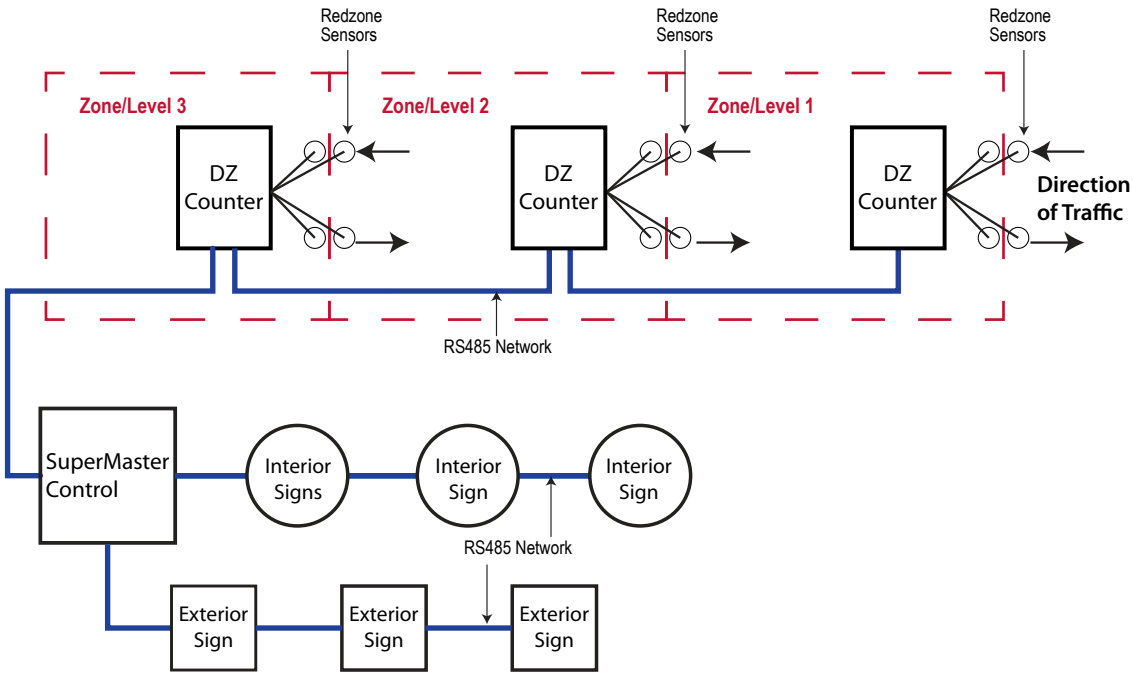 Redzone
Sensors
Redzone
Sensors
Redzone
Sensors
Zone/Level 3
Zone/Level 2
Zone/Level 1
DZ
Counter
DZ
Counter
DZ
Counter
Direction
of Traffic
RS485 Network
SuperMaster
Control
Interior
Signs
Interior
Sign
Interior
Sign
RS485 Network
Exterior
Sign
Exterior
Sign
Exterior
Sign